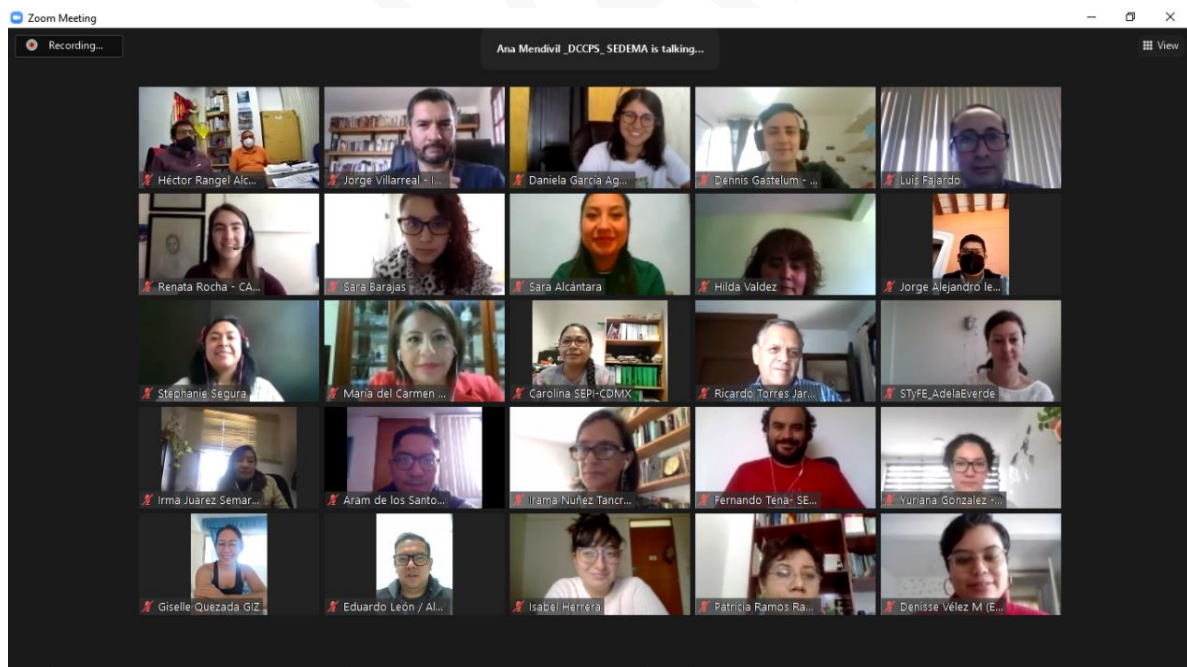 Zoom Meeting
Recording...
Ana Mendívil _DCCPS_ SEDEMA is talking...
View
Héctor Rangel Alc...
Jorge Villarreal - I...
Daniela García Ag...
Dennis Gastelum - ...
Luis Fajardo
Renata Rocha - CA...
Sara Barajas
Sara Alcántara
Hilda Valdez
Jorge Alejandro le...
Stephanie Segura
María del Carmen ...
Carolina SEPI-CDMX
Ricardo Torres Jar...
STyFE_AdelaEverde
Irma Juarez Semar...
Aram de los Santo...
Irama Nuñez Tancr...
Fernando Tena- SE...
Yuriana Gonzalez -...
Giselle Quezada GIZ
Eduardo León / Al...
Isabel Herrera
Patricia Ramos Ra...
Denisse Vélez M (E...